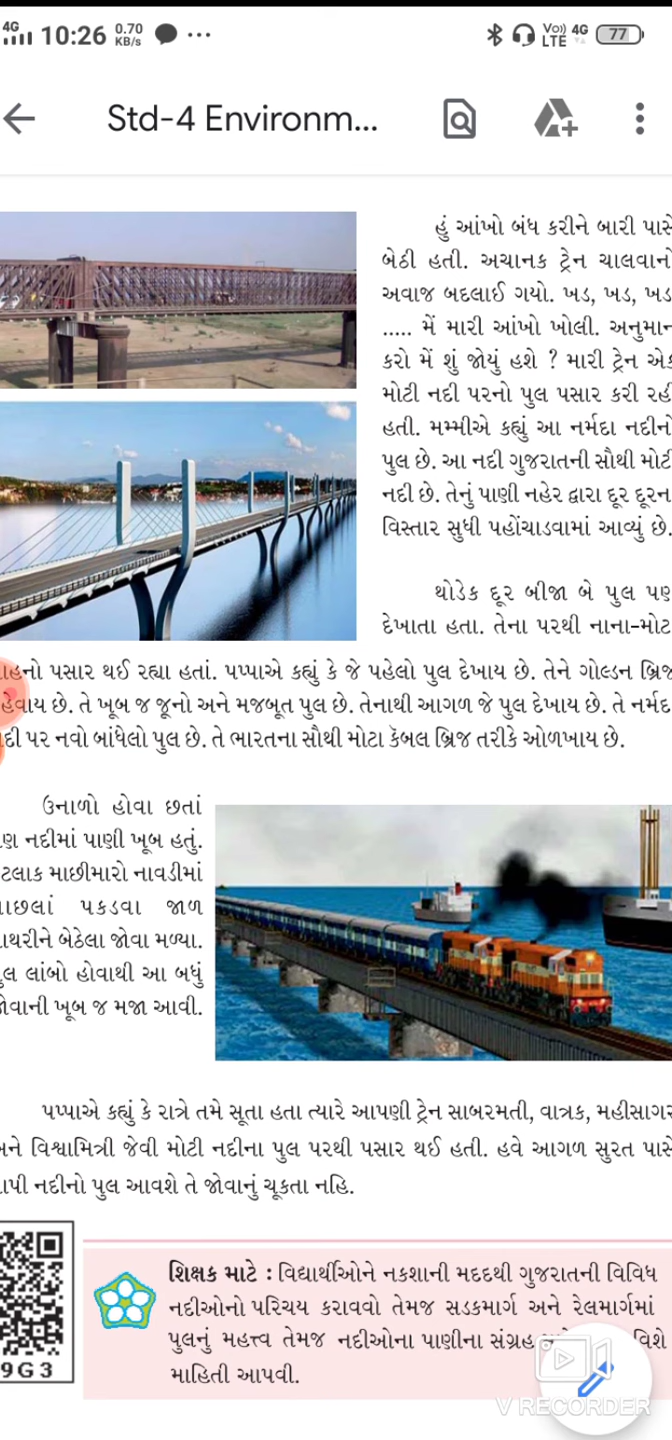 4G 10:26 0.70 KB/s ... Vo)) LTE 4G 77
Std-4 Environm...
હું આંખો બંધ કરીને બારી પાસે
બેઠી હતી. અચાનક ટ્રેન ચાલવાનો
અવાજ બદલાઈ ગયો. ખડ, ખડ, ખડ
..... મેં મારી આંખો ખોલી. અનુમાન
કરો મેં શું જોયું હશે ? મારી ટ્રેન એક
મોટી નદી પરનો પુલ પસાર કરી રહી
હતી. મમ્મીએ કહ્યું આ નર્મદા નદીનો
પુલ છે. આ નદી ગુજરાતની સૌથી મોટી
નદી છે. તેનું પાણી નહેર દ્વારા દૂર દૂરના
વિસ્તાર સુધી પહોંચાડવામાં આવ્યું છે.
થોડેક દૂર બીજા બે પુલ પણ
દેખાતા હતા. તેના પરથી નાના-મોટ
ાહનો પસાર થઈ રહ્યા હતાં. પપ્પાએ કહ્યું કે જે પહેલો પુલ દેખાય છે. તેને ગોલ્ડન બ્રિજ
હેવાય છે. તે ખૂબ જ જૂનો અને મજબૂત પુલ છે. તેનાથી આગળ જે પુલ દેખાય છે. તે નર્મદ
દી પર નવો બાંધેલો પુલ છે. તે ભારતના સૌથી મોટા કૅબલ બ્રિજ તરીકે ઓળખાય છે.
ઉનાળો હોવા છતાં
ણ નદીમાં પાણી ખૂબ હતું.
ટલાક માછીમારો નાવડીમાં
ાછલાં પકડવા જાળ
ાથરીને બેઠેલા જોવા મળ્યા.
ુલ લાંબો હોવાથી આ બધું
જોવાની ખૂબ જ મજા આવી.
પપ્પાએ કહ્યું કે રાત્રે તમે સૂતા હતા ત્યારે આપણી ટ્રેન સાબરમતી, વાત્રક, મહીસાગર
અને વિશ્વામિત્રી જેવી મોટી નદીના પુલ પરથી પસાર થઈ હતી. હવે આગળ સુરત પાસે
ાપી નદીનો પુલ આવશે તે જોવાનું ચૂકતા નહિ.
શિક્ષક માટે : વિદ્યાર્થીઓને નકશાની મદદથી ગુજરાતની વિવિધ
નદીઓનો પરિચય કરાવવો તેમજ સડકમાર્ગ અને રેલમાર્ગમાં
પુલનું મહત્ત્વ તેમજ નદીઓના પાણીના સંગ્રહ વિશે
માહિતી આપવી.
9G3
V RECORDER